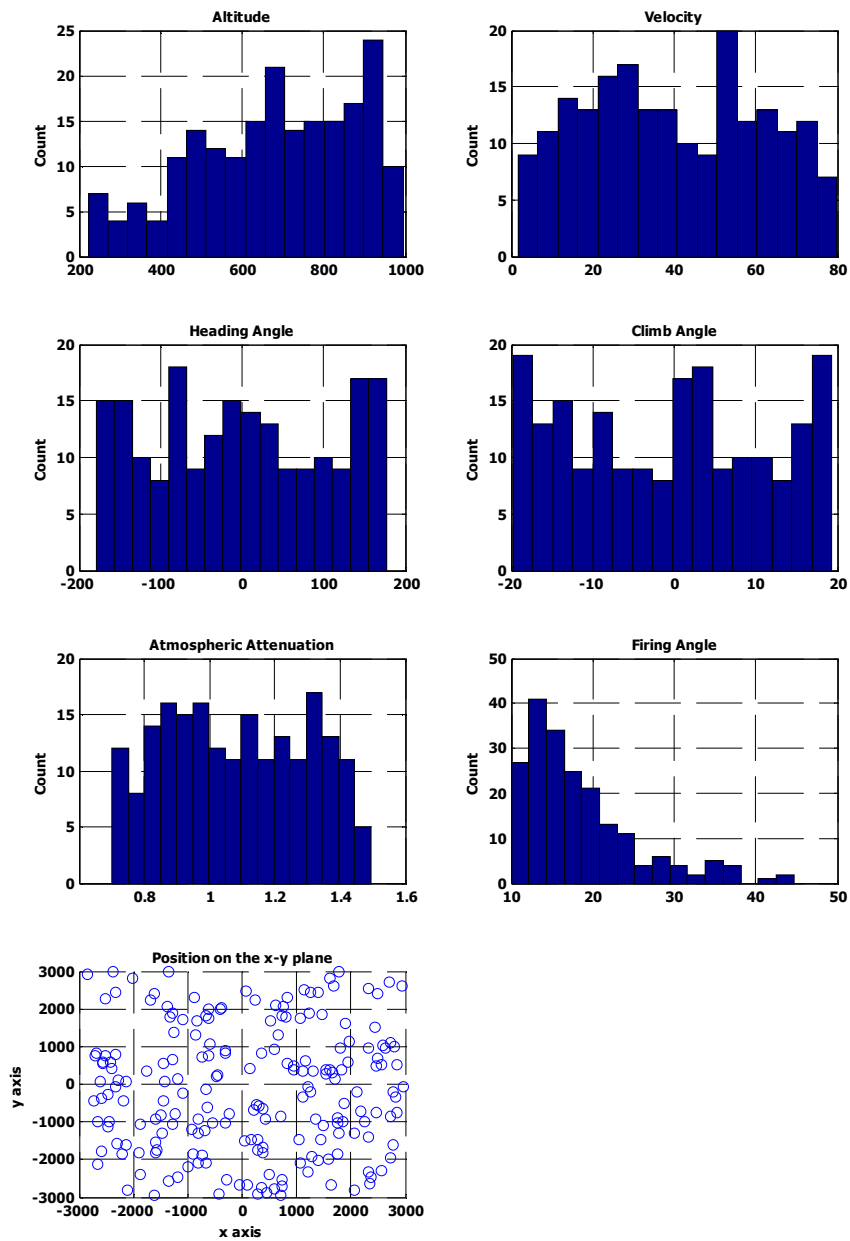 Altitude
25
20
15
10
5
0
Count
200 400 600 800 1000
Velocity
20
15
10
5
0
Count
0 20 40 60 80
Heading Angle
20
15
10
5
0
Count
-200 -100 0 100 200
Climb Angle
20
15
10
5
0
Count
-20 -10 0 10 20
Atmospheric Attenuation
20
15
10
5
0
0.8 1 1.2 1.4 1.6
Firing Angle
50
40
30
20
10
0
Count
10 20 30 40 50
Position on the x-y plane
3000
2000
1000
0
-1000
-2000
-3000
y axis
-3000 -2000 -1000 0 1000 2000 3000
x axis